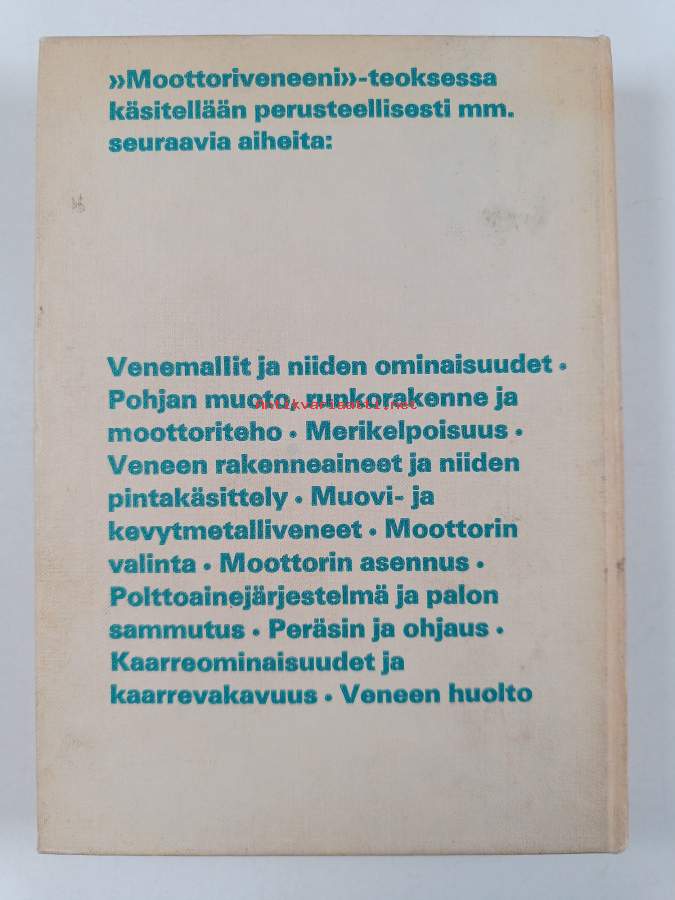 »Moottoriveneeni»-teoksessa
käsitellään perusteellisesti mm.
seuraavia aiheita:
Venemallit ja niiden ominaisuudet •
Pohjan muoto, runkorakenne ja
Antikvariaatti.net
moottoriteho • Merikelpoisuus •
Veneen rakenneaineet ja niiden
pintakäsittely • Muovi- ja
kevytmetalliveneet • Moottorin
valinta • Moottorin asennus •
Polttoainejärjestelmä ja palon
sammutus • Peräsin ja ohjaus •
Kaarreominaisuudet ja
kaarrevakavuus • Veneen huolto